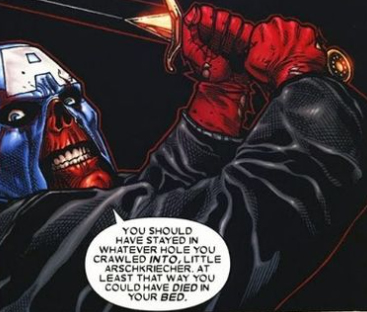 YOU SHOULD
HAVE STAYED IN
WHATEVER HOLE YOU
CRAWLED INTO, LITTLE
ARSCHKRIECHER. AT
LEAST THAT WAY YOU
COULD HAVE DIED IN
YOUR BED.